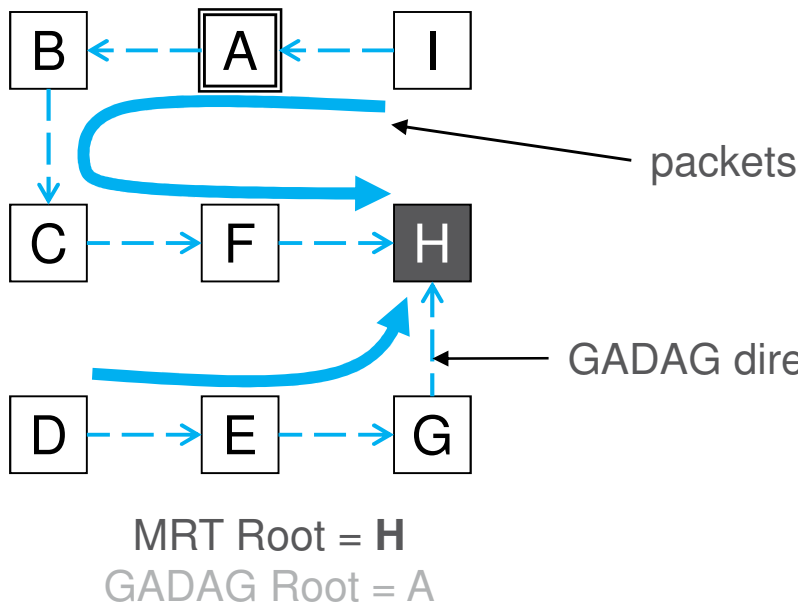 B A I
packets
C F H
GADAG dire
D E G
MRT Root = H
GADAG Root = A